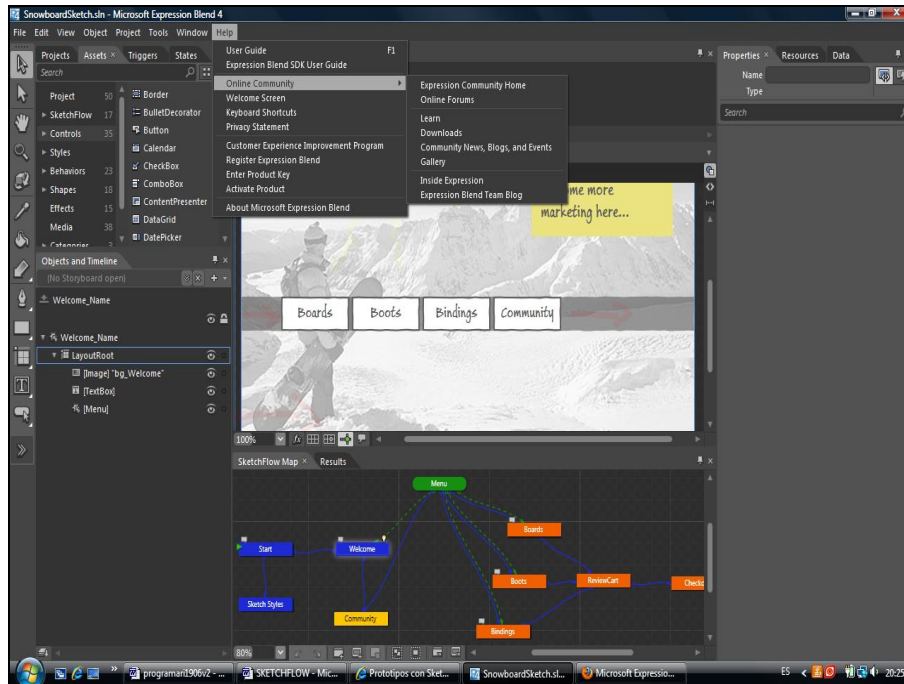 SnowboardSketch.sln - Microsoft Expression Blend 4
File Edit View Object Project Tools Window Help
Projects Assets × Triggers States
Search
Project 50
SketchFlow 17
Controls 35
Styles
Behaviors 23
Shapes 18
Effects 15
Media 38
Categories 3
Border
BulletDecorator
Button
Calendar
CheckBox
ComboBox
ContentPresenter
DataGrid
DatePicker
User Guide F1
Expression Blend SDK User Guide
Online Community
Welcome Screen
Keyboard Shortcuts
Privacy Statement
Customer Experience Improvement Program
Register Expression Blend
Enter Product Key
Activate Product
About Microsoft Expression Blend
Expression Community Home
Online Forums
Learn
Downloads
Community News, Blogs, and Events
Gallery
Inside Expression
Expression Blend Team Blog
Properties × Resources Data
Name
Type
Search
me more
marketing here...
Boards Boots Bindings Community
Objects and Timeline
(No Storyboard open)
Welcome_Name
Welcome_Name
LayoutRoot
[Image] "bg_Welcome"
[TextBox]
[Menu]
100%
fx
SketchFlow Map × Results
Menu
Boards
Start
Welcome
Boots
ReviewCart
Checko
Sketch Styles
Community
Bindings
80%
programari1906v2 - ...
SKETCHFLOW - Mic...
Prototipos con Sket...
SnowboardSketch.sl...
Microsoft Expressio...
ES
20:25